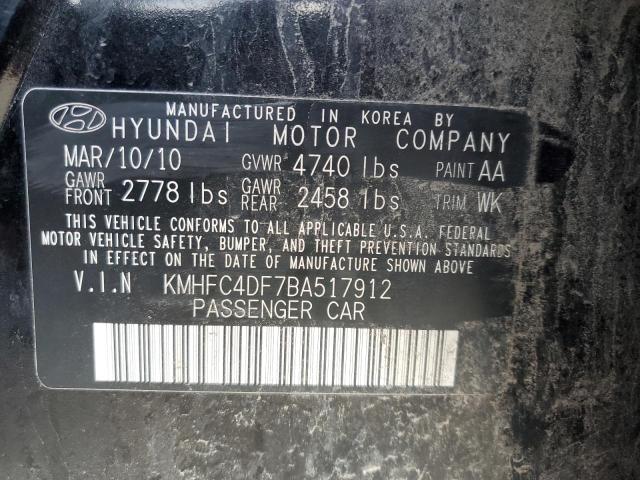 MANUFACTURED IN KOREA BY
HYUNDAI MOTOR COMPANY
MAR/10/10 GVWR 4740 lbs PAINT AA
GAWR FRONT 2778 lbs GAWR REAR 2458 lbs TRIM WK
THIS VEHICLE CONFORMS TO ALL APPLICABLE U.S.A. FEDERAL
MOTOR VEHICLE SAFETY, BUMPER, AND THEFT PREVENTION STANDARDS
IN EFFECT ON THE DATE OF MANUFACTURE SHOWN ABOVE
V.I.N KMHFC4DF7BA517912
PASSENGER CAR